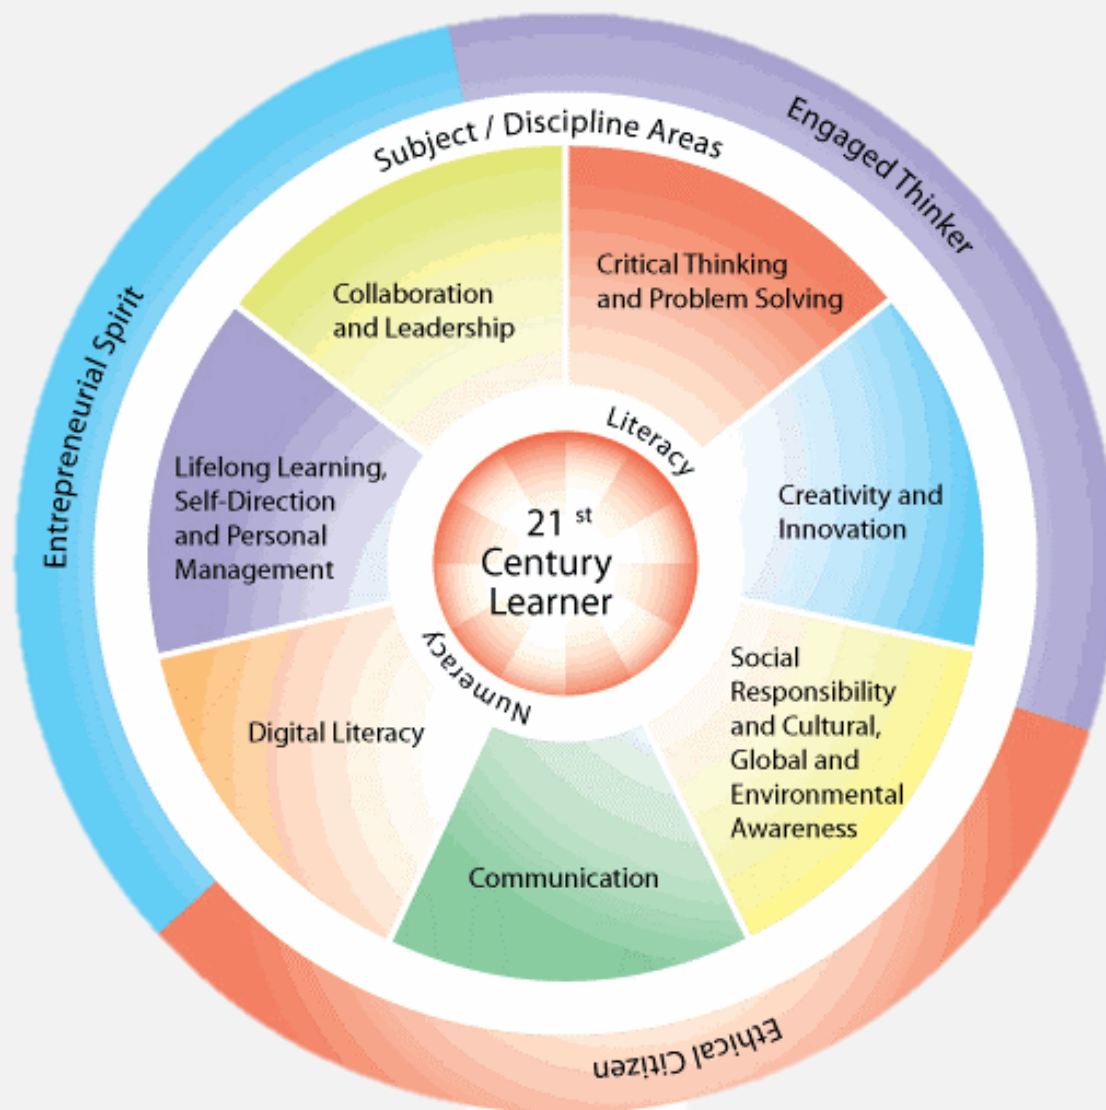 Engaged Thinker
Subject / Discipline Areas
Entrepreneurial Spirit
Collaboration
and Leadership
Critical Thinking
and Problem Solving
Literacy
Lifelong Learning,
Self-Direction
and Personal
Management
21 st
Century
Learner
Creativity and
Innovation
Numeracy
Digital Literacy
Social
Responsibility
and Cultural,
Global and
Environmental
Awareness
Communication
Ethical Citizen